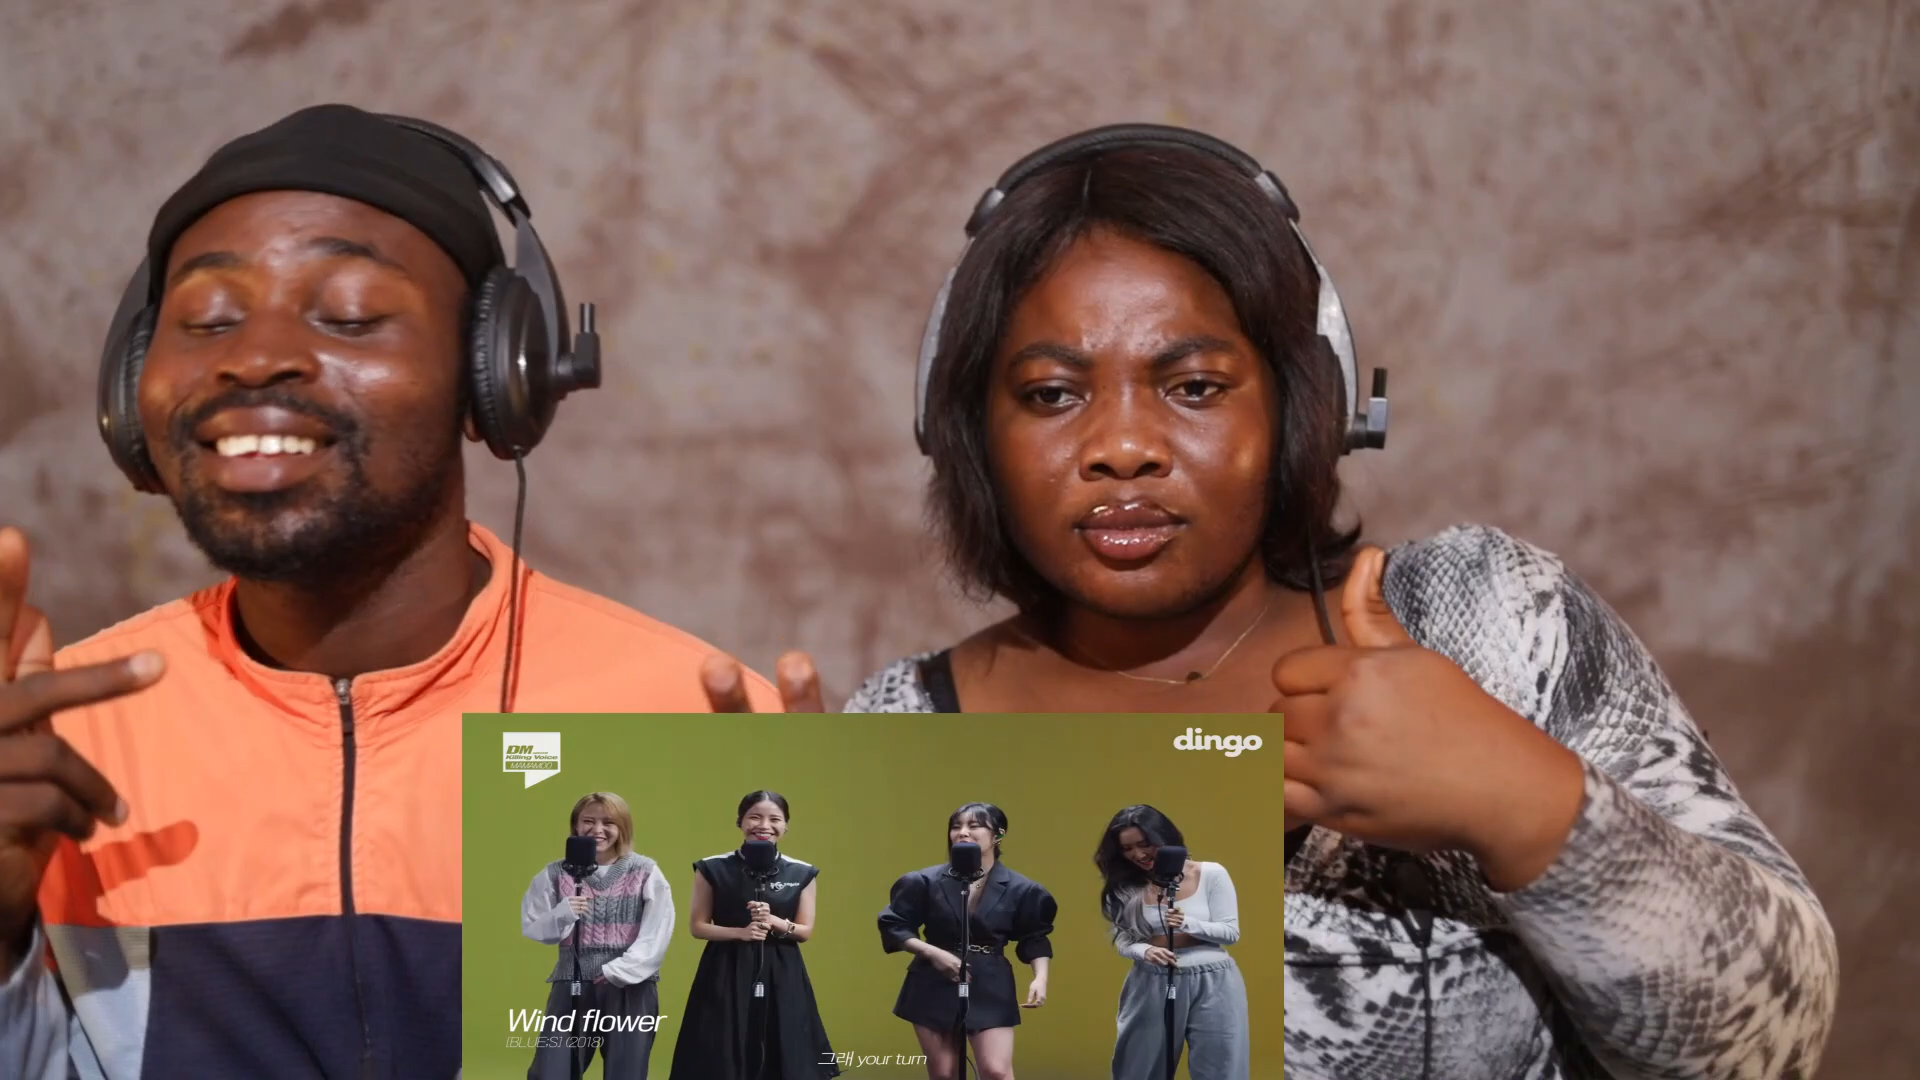 DM
Killing Voice
MAMAMOO
dingo
Wind flower
[BLUE;S] (2018)
그래 your turn